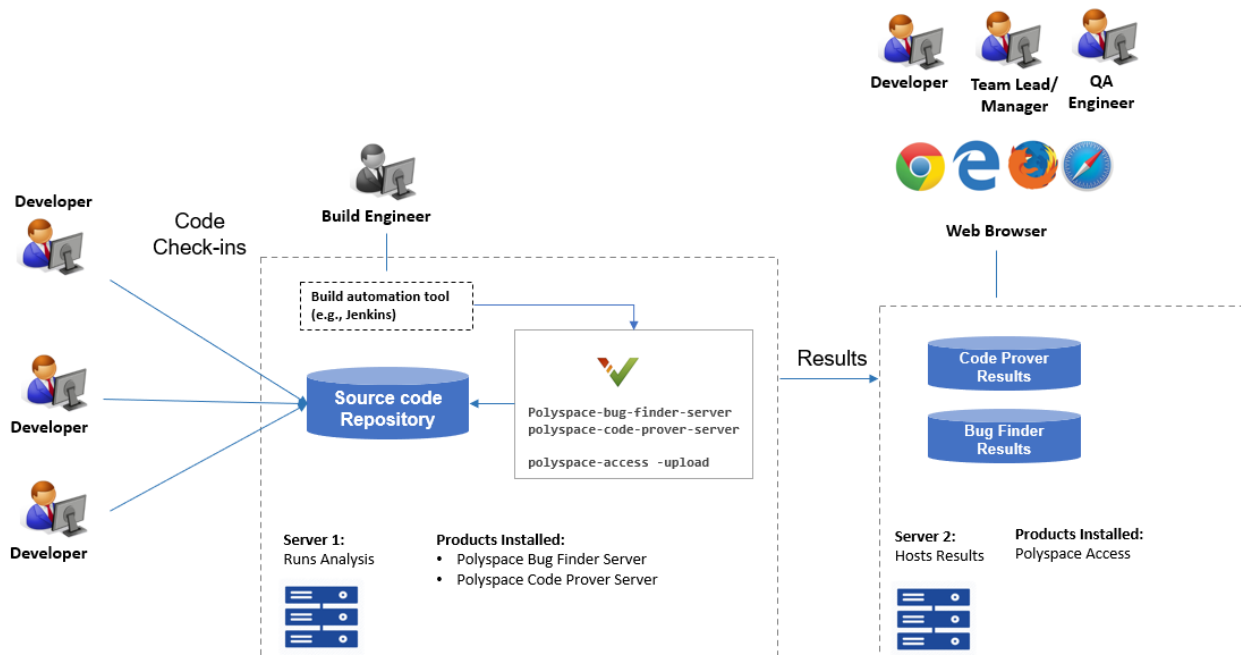 Developer
Team Lead/
Manager
QA
Engineer
Web Browser
Developer
Code
Check-ins
Build Engineer
Developer
Developer
Build automation tool
(e.g., Jenkins)
Source code
Repository
Polyspace-bug-finder-server
polyspace-code-prover-server
polyspace-access -upload
Results
Code Prover
Results
Bug Finder
Results
Server 1:
Runs Analysis
Products Installed:
• Polyspace Bug Finder Server
• Polyspace Code Prover Server
Server 2:
Hosts Results
Products Installed:
Polyspace Access